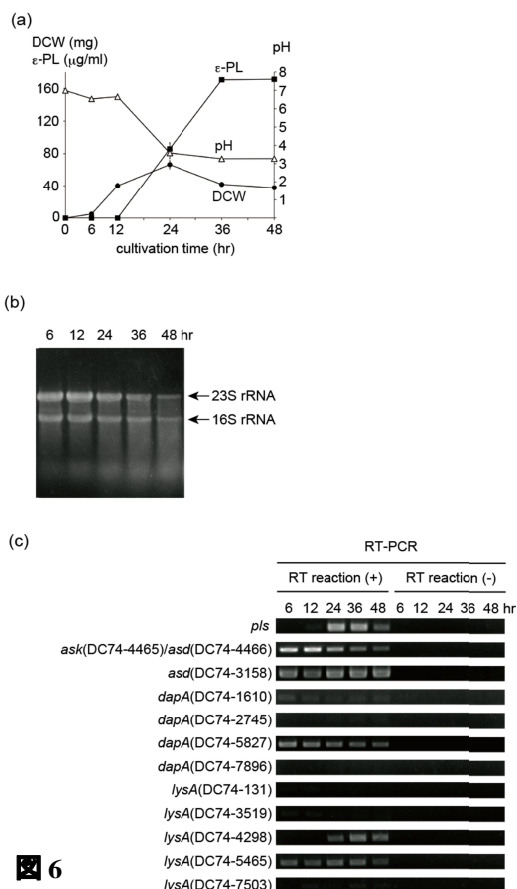 (a)
DCW (mg)
ε-PL (μg/ml)
pH
160
120
80
40
0
8
7
6
5
4
3
2
1
ε-PL
pH
DCW
0 6 12 24 36 48
cultivation time (hr)
(b)
6 12 24 36 48 hr
23S rRNA
16S rRNA
(c)
RT-PCR
RT reaction (+) RT reaction (-)
6 12 24 36 48 6 12 24 36 48 hr
pls
ask(DC74-4465)/asd(DC74-4466)
asd(DC74-3158)
dapA(DC74-1610)
dapA(DC74-2745)
dapA(DC74-5827)
dapA(DC74-7896)
lysA(DC74-131)
lysA(DC74-3519)
lysA(DC74-4298)
lysA(DC74-5465)
lysA(DC74-7503)
図 6